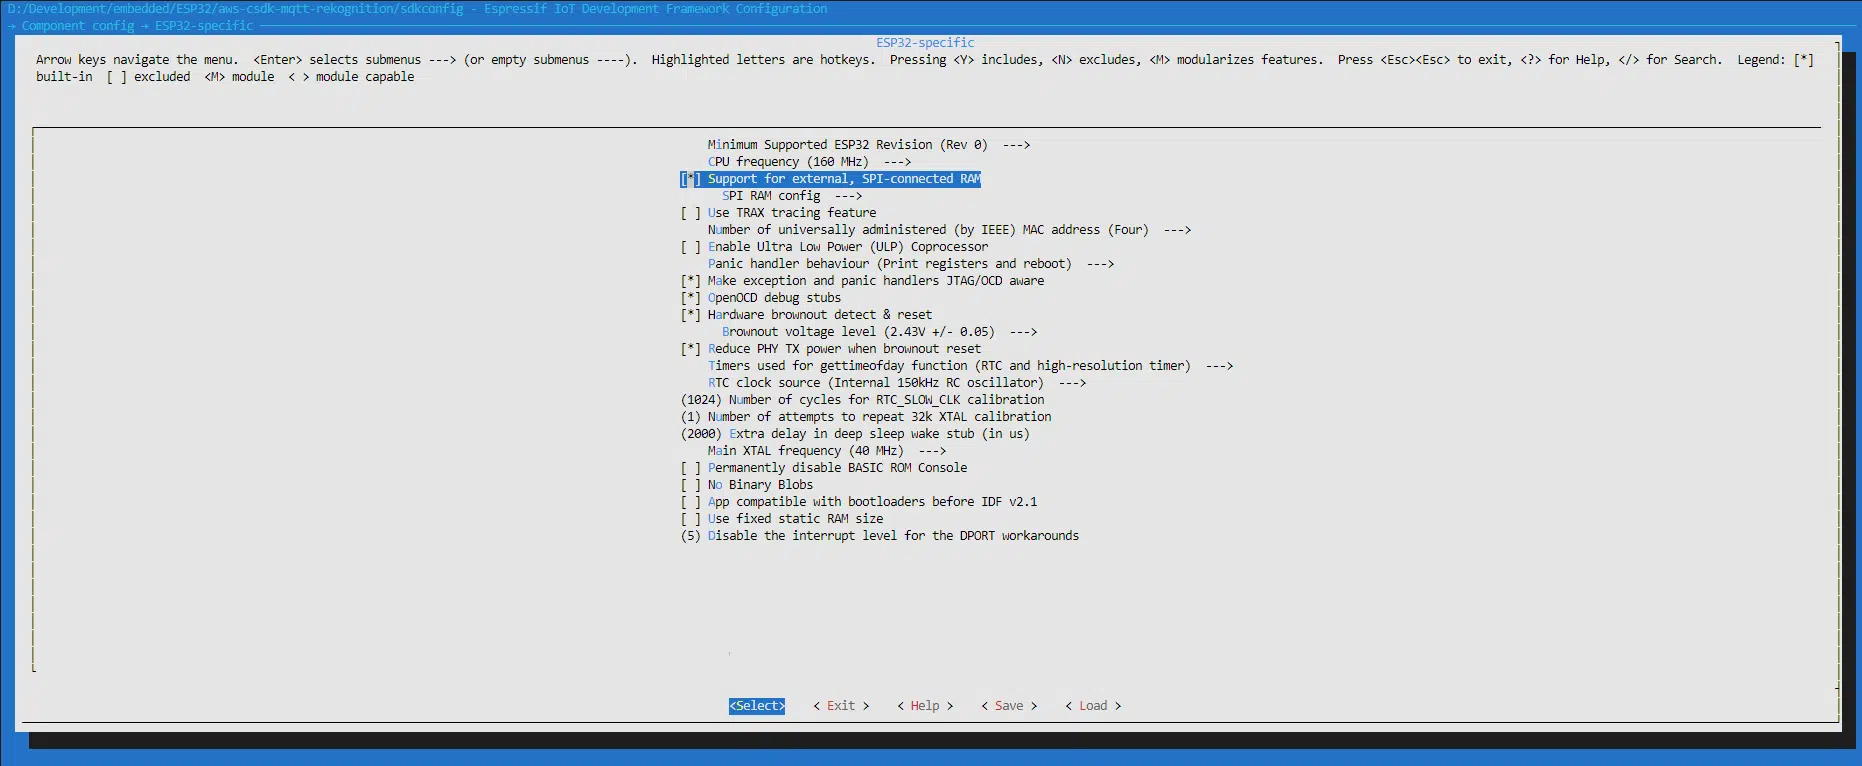 D:/Development/embedded/ESP32/aws-csdk-mqtt-rekognition/sdkconfig - Espressif IoT Development Framework Configuration
→ Component config → ESP32-specific
ESP32-specific
Arrow keys navigate the menu.  <Enter> selects submenus ---> (or empty submenus ----).  Highlighted letters are hotkeys.  Pressing <Y> includes, <N> excludes, <M> modularizes features.  Press <Esc><Esc> to exit, <?> for Help, </> for Search.  Legend: [*]
built-in  [ ] excluded  <M> module  < > module capable
Minimum Supported ESP32 Revision (Rev 0)  --->
CPU frequency (160 MHz)  --->
[*] Support for external, SPI-connected RAM
SPI RAM config  --->
[ ] Use TRAX tracing feature
Number of universally administered (by IEEE) MAC address (Four)  --->
[ ] Enable Ultra Low Power (ULP) Coprocessor
Panic handler behaviour (Print registers and reboot)  --->
[*] Make exception and panic handlers JTAG/OCD aware
[*] OpenOCD debug stubs
[*] Hardware brownout detect & reset
Brownout voltage level (2.43V +/- 0.05)  --->
[*] Reduce PHY TX power when brownout reset
Timers used for gettimeofday function (RTC and high-resolution timer)  --->
RTC clock source (Internal 150kHz RC oscillator)  --->
(1024) Number of cycles for RTC_SLOW_CLK calibration
(1) Number of attempts to repeat 32k XTAL calibration
(2000) Extra delay in deep sleep wake stub (in us)
Main XTAL frequency (40 MHz)  --->
[ ] Permanently disable BASIC ROM Console
[ ] No Binary Blobs
[ ] App compatible with bootloaders before IDF v2.1
[ ] Use fixed static RAM size
(5) Disable the interrupt level for the DPORT workarounds
<Select>    < Exit >    < Help >    < Save >    < Load >